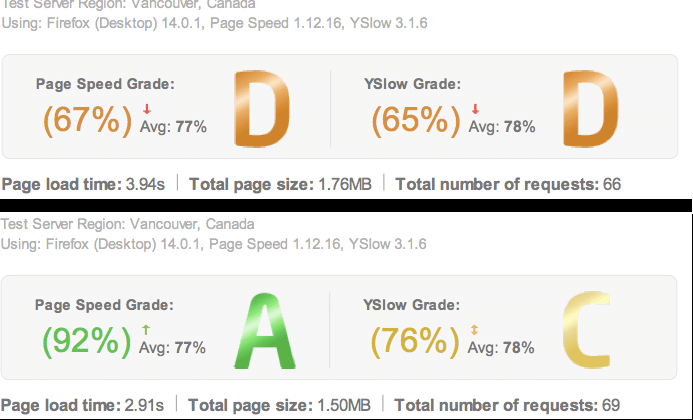 Test Server Region: Vancouver, Canada
Using: Firefox (Desktop) 14.0.1, Page Speed 1.12.16, YSlow 3.1.6
Page Speed Grade:
(67%) ↓ Avg: 77% D
YSlow Grade:
(65%) ↓ Avg: 78% D
Page load time: 3.94s | Total page size: 1.76MB | Total number of requests: 66
Test Server Region: Vancouver, Canada
Using: Firefox (Desktop) 14.0.1, Page Speed 1.12.16, YSlow 3.1.6
Page Speed Grade:
(92%) ↑ Avg: 77% A
YSlow Grade:
(76%) ↕ Avg: 78% C
Page load time: 2.91s | Total page size: 1.50MB | Total number of requests: 69